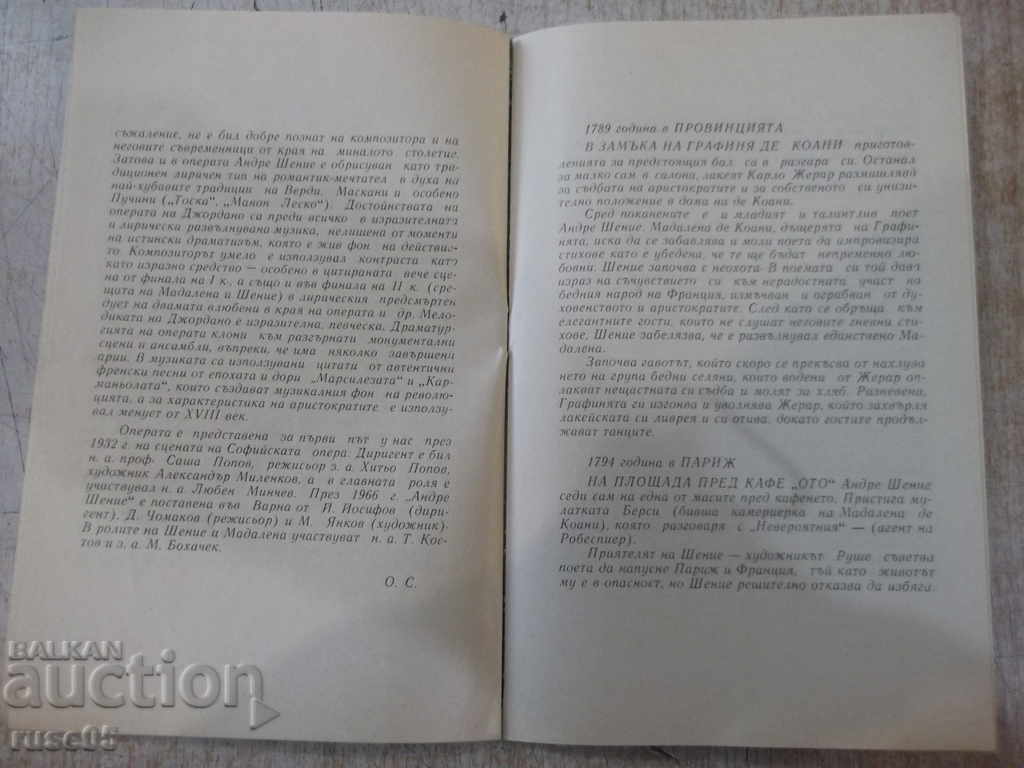 съжаление, не е бил добре познат на композитора и на
неговите съвременници от края на миналото столетие.
Затова и в операта Андре Шение е обрисуван като тра-
диционен лиричен тип на романтик-мечтател в духа на
най-хубавите традиции на Верди, Маскани и особено
Пучини („Тоска“, „Манон Леско“). Достойнствата на
операта на Джордано са преди всичко в изразителната
и лирически развълнувана музика, нелишена от моменти
на истински драматизъм, която е жив фон на действие-
то Композиторът умело е използувал контраста като
като изразно средство — особено в цитираната вече сце-
на от финала на I к., а също и във финала на II к. (сре-
щата на Мадалена и Шение) в лирическия предсмъртен
дует на двамата влюбени в края на операта и др. Мело-
диката на Джордано е изразителна, певческа. Драматур-
гията на операта клони към разгърнати монументални
сцени и ансамбли, въпреки, че има няколко завършени
арии. В музиката са използувани цитати от автентични
френски песни от епохата и дори „Марсилезата“ и „Кар-
маньолата“, които създават музикалния фон на револю-
цията, а за характеристика на аристократите е използу-
вал менует от XVIII век.
Операта е представена за първи път у нас през
1932 г. на сцената на Софийската опера. Диригент е бил
н. а. проф. Саша Попов, режисьор з. а. Хитьо Попов,
художник Александър Миленков, а в главната роля е
участвувал н. а. Любен Минчев. През 1966 г. „Андре
Шение“ е поставена във Варна от И. Йосифов (дири-
гент), Д. Чомаков (режисьор) и М. Янков (художник).
В ролите на Шение и Мадалена участвуват н. а. Т. Кос-
тов и з. а. М. Бохачек.
О. С.
1789 година в ПРОВИНЦИЯТА
В ЗАМЪКА НА ГРАФИНЯ ДЕ КОАНИ приготов-
ленията за предстоящия бал са в разгара си. Останал
за малко сам в салона, лакеят Карло Жерар размишлява
за съдбата на аристократите и за собственото си унизи-
телно положение в дома на де Коани.
Сред поканените е и младият и талантлив поет
Андре Шение. Мадалена де Коани, дъщерята на Графи-
нята, иска да се забавлява и моли поета да импровизира
стихове като е убедена, че те ще бъдат непременно лю-
бовни. Шение започва с неохота. В поемата си той дава
израз на съчувствието си към нерадостната участ на
бедния народ на Франция, измъчван и ограбван от ду-
ховенството и аристократите. След като се обръща към
елегантните гости, които не слушат неговите гневни сти-
хове, Шение забелязва, че е развълнувал единствено Ма-
далена.
Започва гавотът, който скоро се прекъсва от нахлува-
нето на група бедни селяни, които водени от Жерар оп-
лакват нещастната си съдба и молят за хляб. Разгневена,
Графинята ги изгонва и уволнява Жерар, който захвърля
лакейската си ливрея и си отива, докато гостите продъл-
жават танците.
1794 година в ПАРИЖ
НА ПЛОЩАДА ПРЕД КАФЕ „ОТО“ Андре Шение
седи сам на една от масите пред кафенето. Пристига му-
латката Берси (бивша камериерка на Мадалена де
Коани), която разговаря с „Невероятния“ — (агент на
Робеспиер).
Приятелят на Шение — художникът Руше съветва
поета да напусне Париж и Франция, тъй като животът
му е в опасност, но Шение решително отказва да избяга.
BALKAN
auction
ruse05